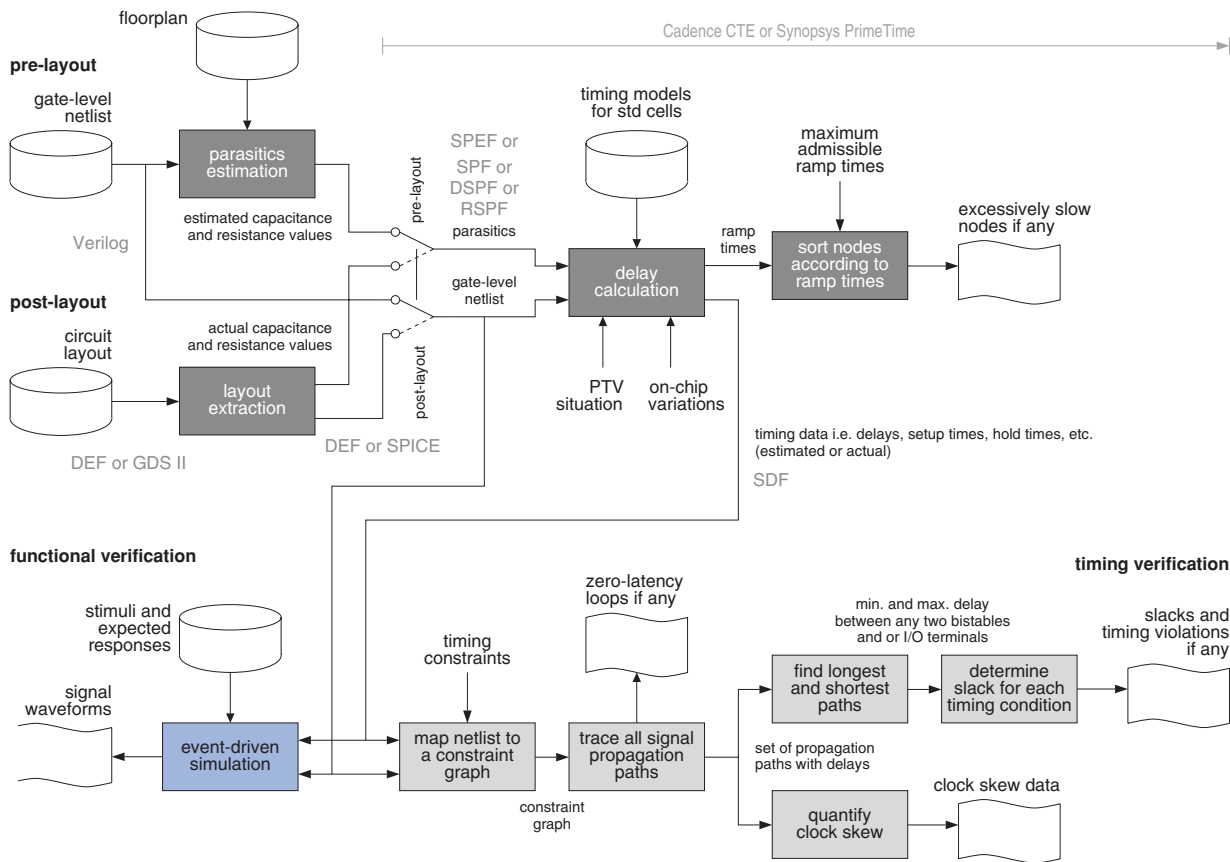 floorplan
Cadence CTE or Synopsys PrimeTime
pre-layout
gate-level
netlist
timing models
for std cells
maximum
admissible
ramp times
parasitics
estimation
SPEF or
SPF or
DSPF or
RSPF
parasitics
pre-layout
estimated capacitance
and resistance values
Verilog
ramp
times
excessively slow
nodes if any
delay
calculation
sort nodes
according to
ramp times
gate-level
netlist
post-layout
circuit
layout
actual capacitance
and resistance values
layout
extraction
post-layout
PTV
situation
on-chip
variations
DEF or GDS II
DEF or SPICE
timing data i.e. delays, setup times, hold times, etc.
(estimated or actual)
SDF
functional verification
timing verification
stimuli and
expected
responses
timing
constraints
zero-latency
loops if any
min. and max. delay
between any two bistables
and or I/O terminals
slacks and
timing violations
if any
signal
waveforms
find longest
and shortest
paths
determine
slack for each
timing condition
event-driven
simulation
map netlist to
a constraint
graph
trace all signal
propagation
paths
set of propagation
paths with delays
constraint
graph
clock skew data
quantify
clock skew